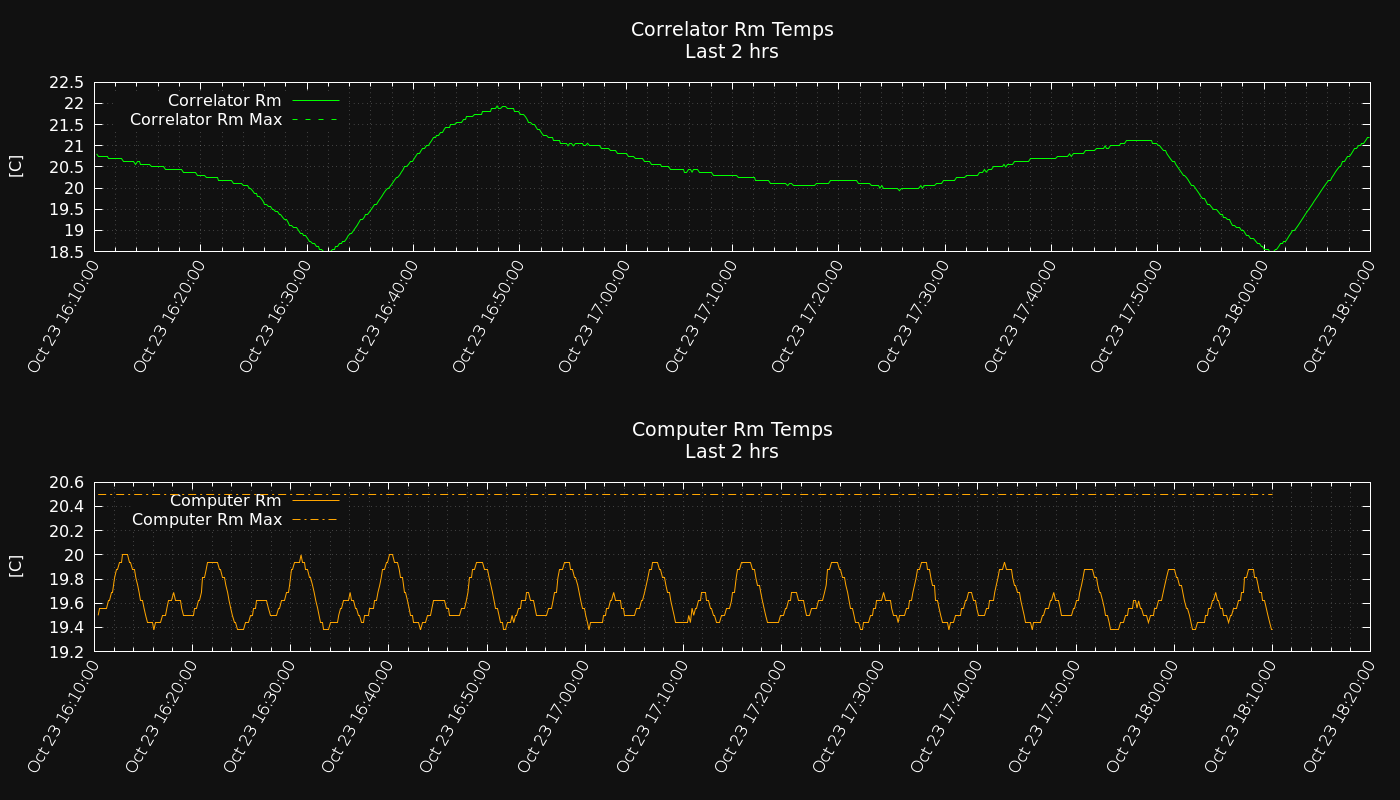 Correlator Rm Temps
Last 2 hrs
22.5
22
21.5
21
20.5
20
19.5
19
18.5
[C]
Correlator Rm
Correlator Rm Max
Oct 23 16:10:00
Oct 23 16:20:00
Oct 23 16:30:00
Oct 23 16:40:00
Oct 23 16:50:00
Oct 23 17:00:00
Oct 23 17:10:00
Oct 23 17:20:00
Oct 23 17:30:00
Oct 23 17:40:00
Oct 23 17:50:00
Oct 23 18:00:00
Oct 23 18:10:00
Computer Rm Temps
Last 2 hrs
20.6
20.4
20.2
20
19.8
19.6
19.4
19.2
[C]
Computer Rm
Computer Rm Max
Oct 23 16:10:00
Oct 23 16:20:00
Oct 23 16:30:00
Oct 23 16:40:00
Oct 23 16:50:00
Oct 23 17:00:00
Oct 23 17:10:00
Oct 23 17:20:00
Oct 23 17:30:00
Oct 23 17:40:00
Oct 23 17:50:00
Oct 23 18:00:00
Oct 23 18:10:00
Oct 23 18:20:00